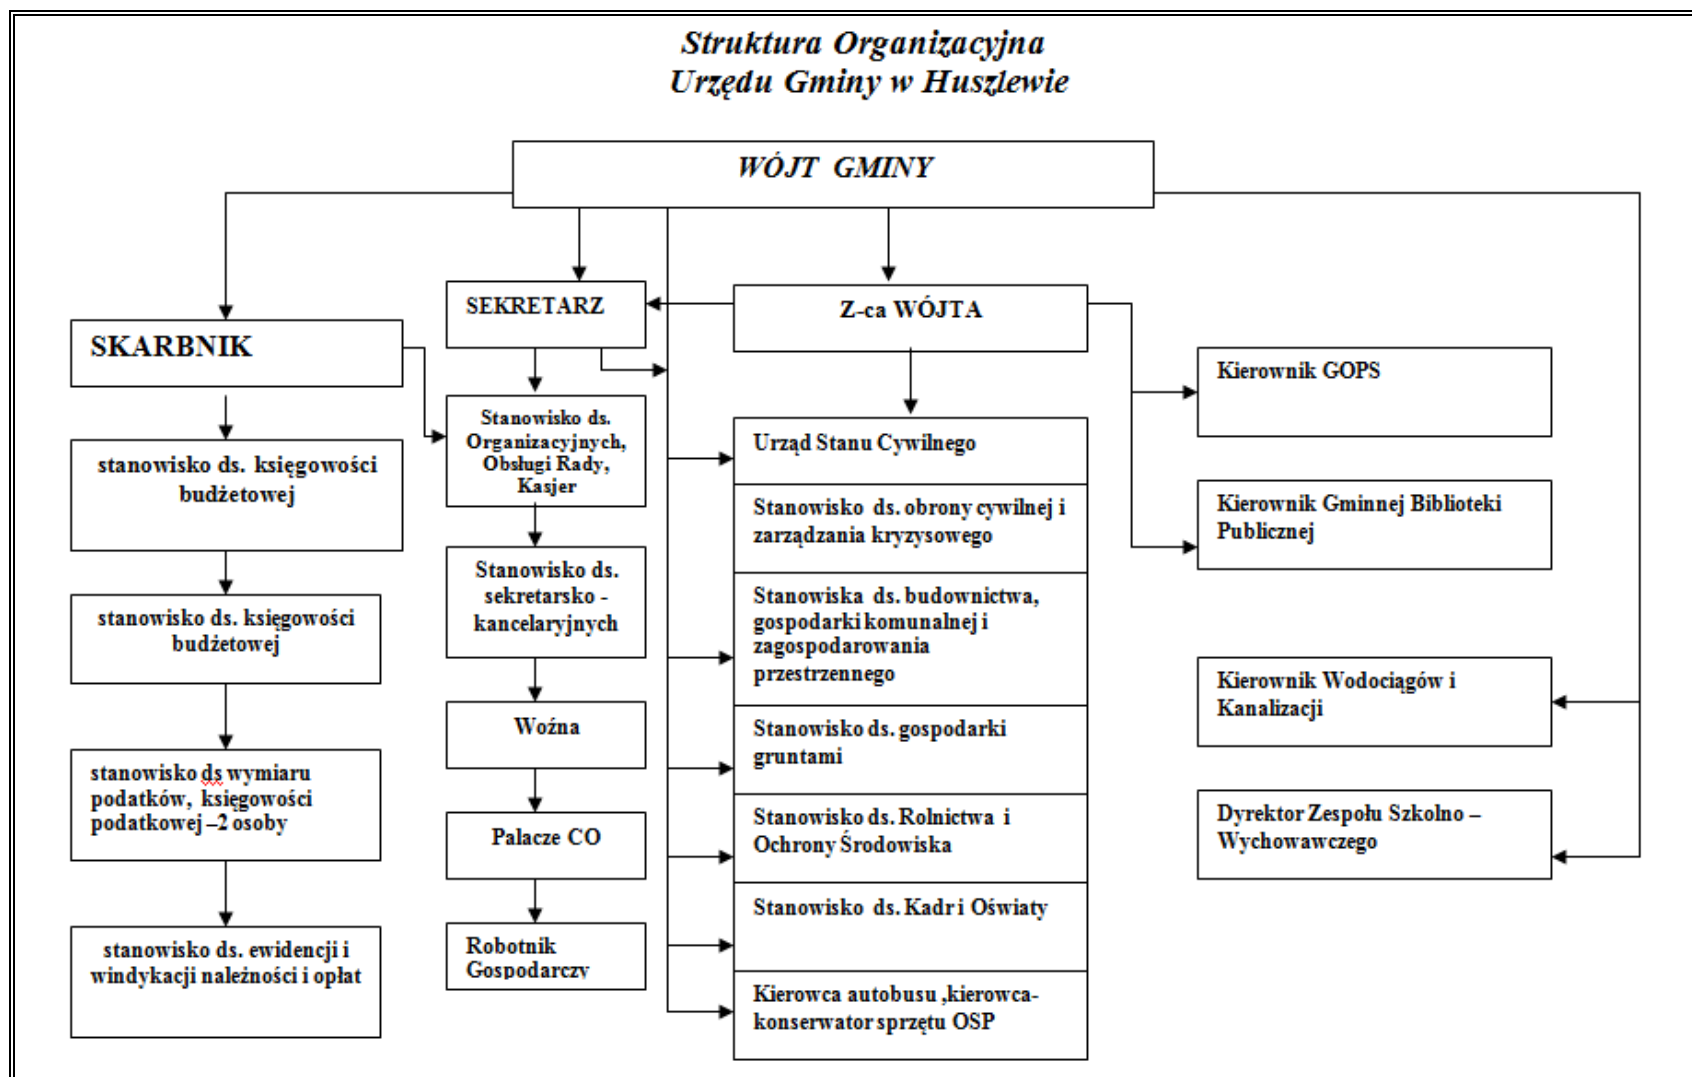 Struktura Organizacyjna
Urzędu Gminy w Huszlewie
WÓJT GMINY
SKARBNIK
stanowisko ds. księgowości
budżetowej
stanowisko ds. księgowości
budżetowej
stanowisko ds wymiaru
podatków, księgowości
podatkowej –2 osoby
stanowisko ds. ewidencji i
windykacji należności i opłat
SEKRETARZ
Stanowisko ds.
Organizacyjnych,
Obsługi Rady,
Kasjer
Stanowisko ds.
sekretarsko -
kancelaryjnych
Woźna
Palacze CO
Robotnik
Gospodarczy
Z-ca WÓJTA
Urząd Stanu Cywilnego
Stanowisko ds. obrony cywilnej i
zarządzania kryzysowego
Stanowiska ds. budownictwa,
gospodarki komunalnej i
zagospodarowania
przestrzennego
Stanowisko ds. gospodarki
gruntami
Stanowisko ds. Rolnictwa i
Ochrony Środowiska
Stanowisko ds. Kadr i Oświaty
Kierowca autobusu ,kierowca-
konserwator sprzętu OSP
Kierownik GOPS
Kierownik Gminnej Biblioteki
Publicznej
Kierownik Wodociągów i
Kanalizacji
Dyrektor Zespołu Szkolno –
Wychowawczego